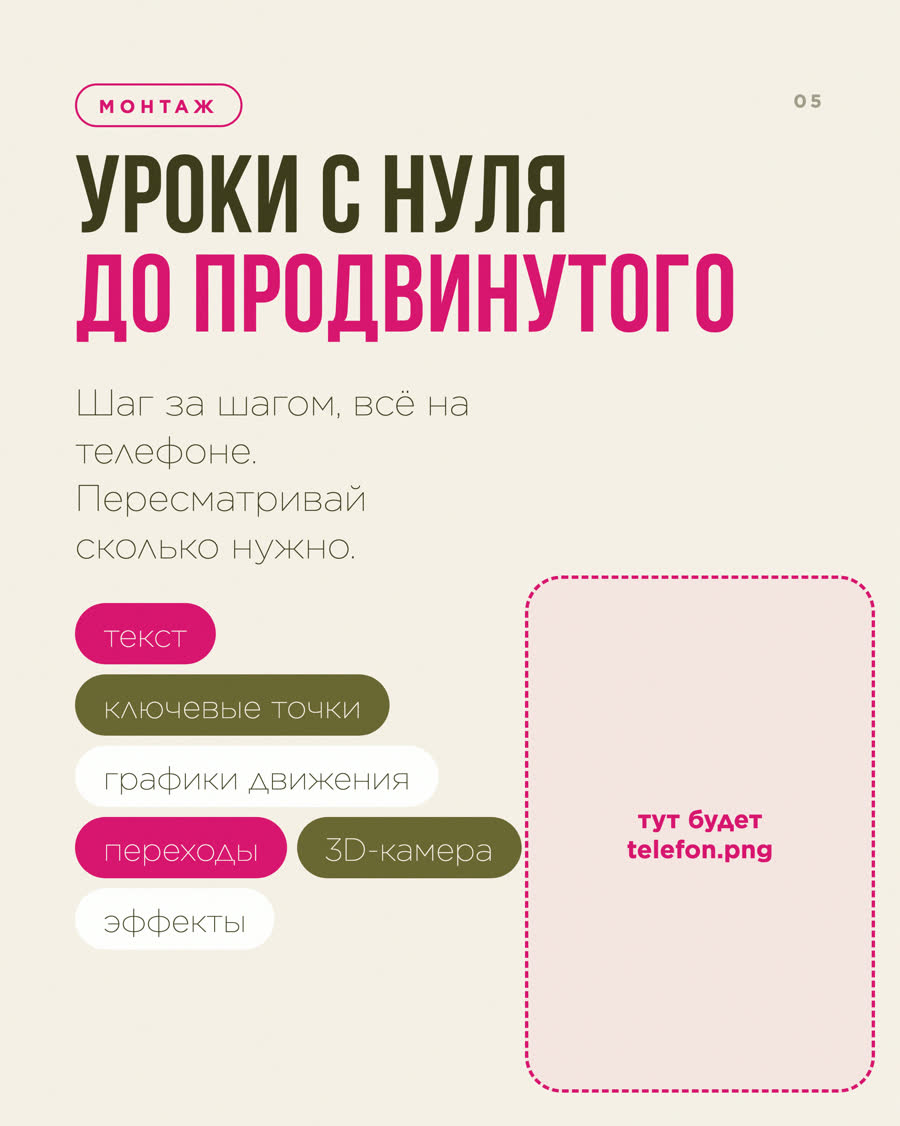 МОНТАЖ
05
УРОКИ С НУЛЯ
ДО ПРОДВИНУТОГО
Шаг за шагом, всё на
телефоне.
Пересматривай
сколько нужно.
текст
ключевые точки
графики движения
переходы 3D-камера
эффекты
тут будет
telefon.png